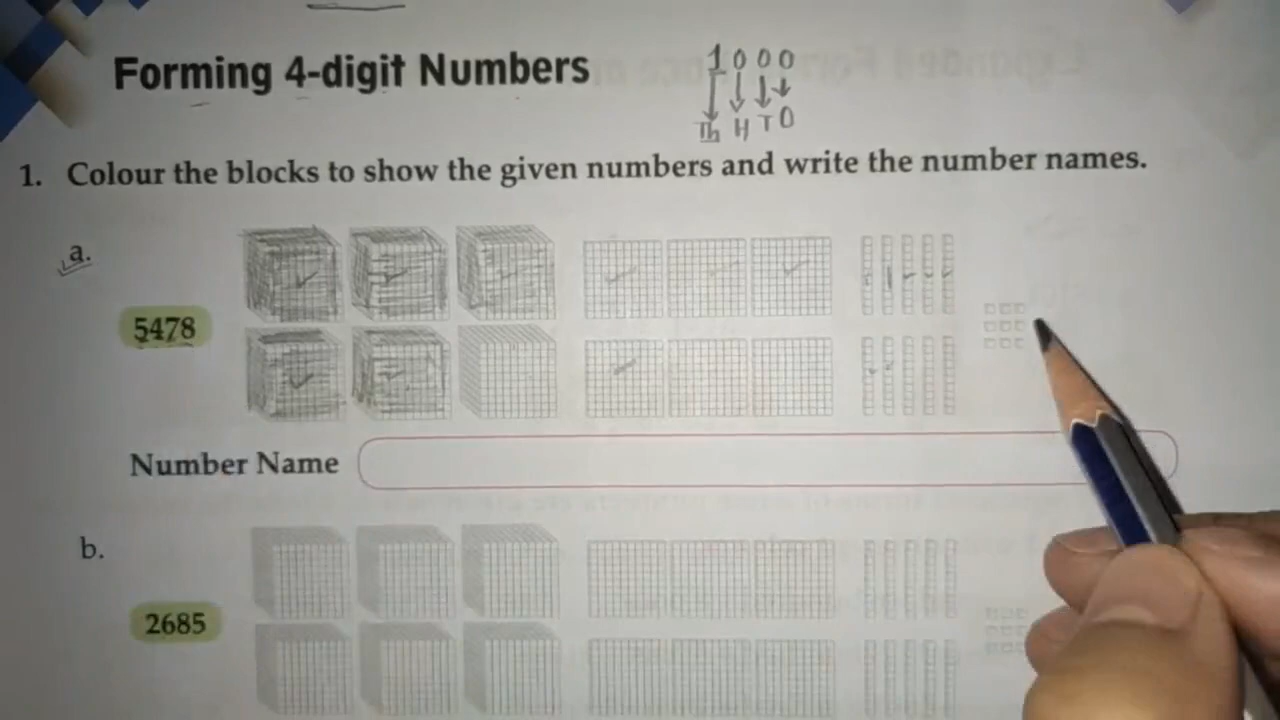 Forming 4-digit Numbers
1000
Th H T O
1. Colour the blocks to show the given numbers and write the number names.
a.
5478
Number Name
b.
2685